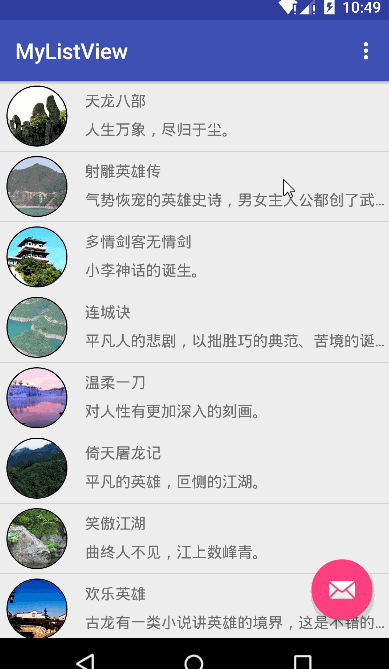 10:49
MyListView
天龙八部
人生万象，尽归于尘。
射雕英雄传
气势恢宠的英雄史诗，男女主人公都创了武...
多情剑客无情剑
小李神话的诞生。
连城诀
平凡人的悲剧，以拙胜巧的典范、苦境的诞...
温柔一刀
对人性有更加深入的刻画。
倚天屠龙记
平凡的英雄，叵恻的江湖。
笑傲江湖
曲终人不见，江上数峰青。
欢乐英雄
古龙有一类小说讲英雄的境界，这是不错的...